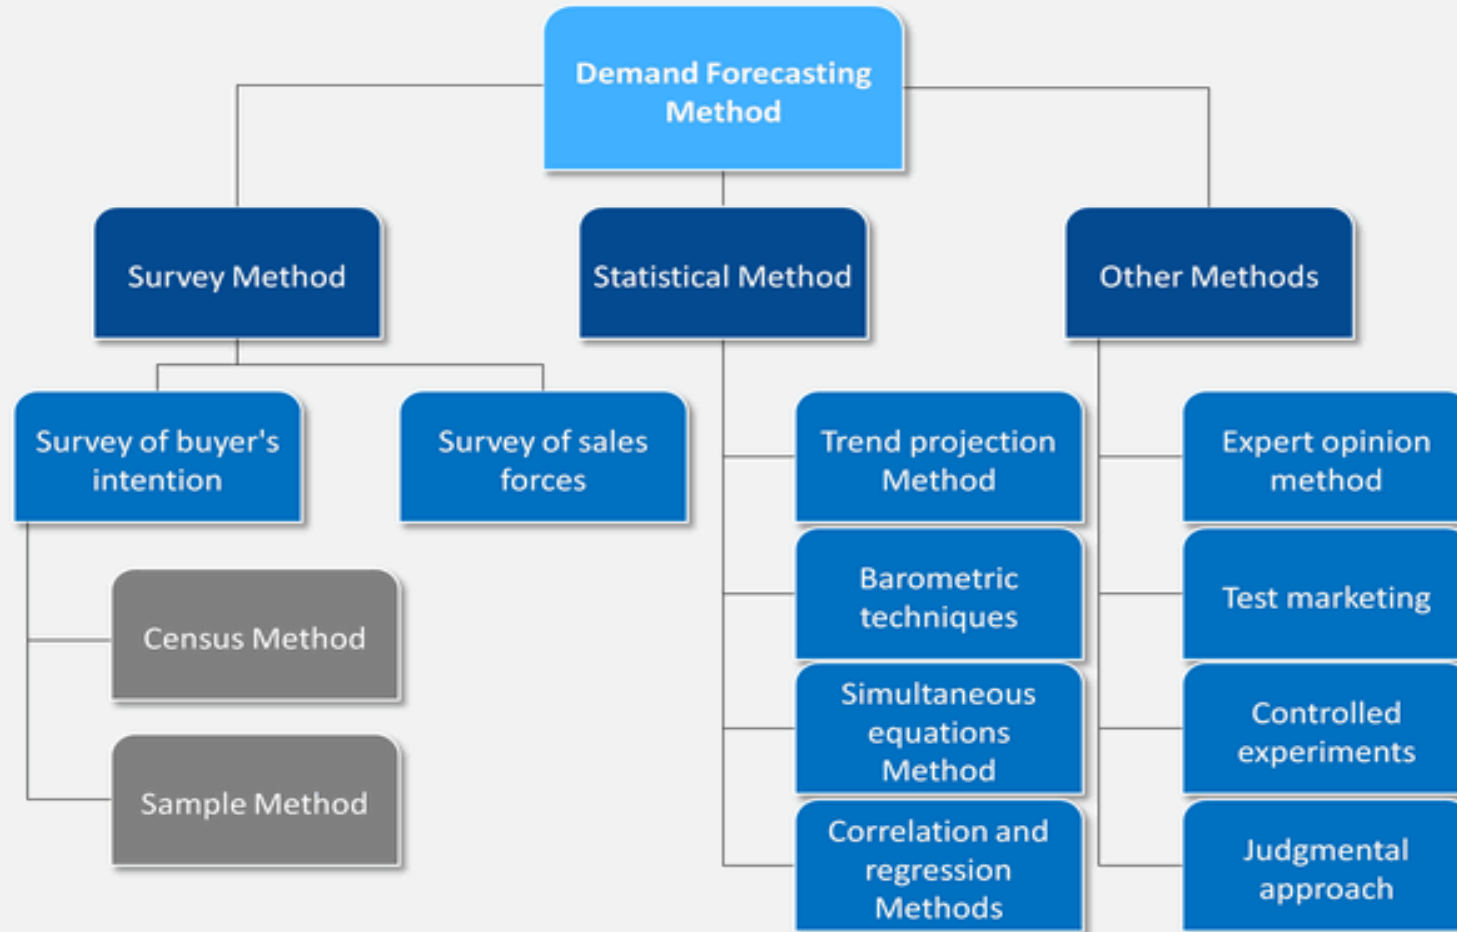 Demand Forecasting
Method
Survey Method
Statistical Method
Other Methods
Survey of buyer's
intention
Survey of sales
forces
Trend projection
Method
Expert opinion
method
Census Method
Barometric
techniques
Test marketing
Sample Method
Simultaneous
equations
Method
Controlled
experiments
Correlation and
regression
Methods
Judgmental
approach